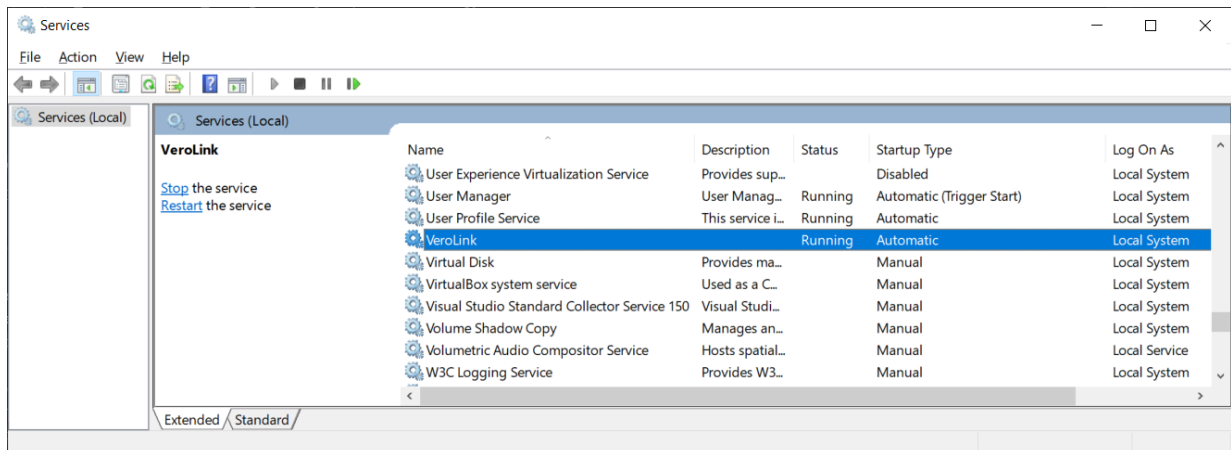 Services
File Action View Help
Services (Local)
Services (Local)
VeroLink
Stop the service
Restart the service
Name Description Status Startup Type Log On As
User Experience Virtualization Service Provides sup... Disabled Local System
User Manager User Manag... Running Automatic (Trigger Start) Local System
User Profile Service This service i... Running Automatic Local System
VeroLink Running Automatic Local System
Virtual Disk Provides ma... Manual Local System
VirtualBox system service Used as a C... Manual Local System
Visual Studio Standard Collector Service 150 Visual Studi... Manual Local System
Volume Shadow Copy Manages an... Manual Local System
Volumetric Audio Compositor Service Hosts spatial... Manual Local Service
W3C Logging Service Provides W3... Manual Local System
Extended Standard